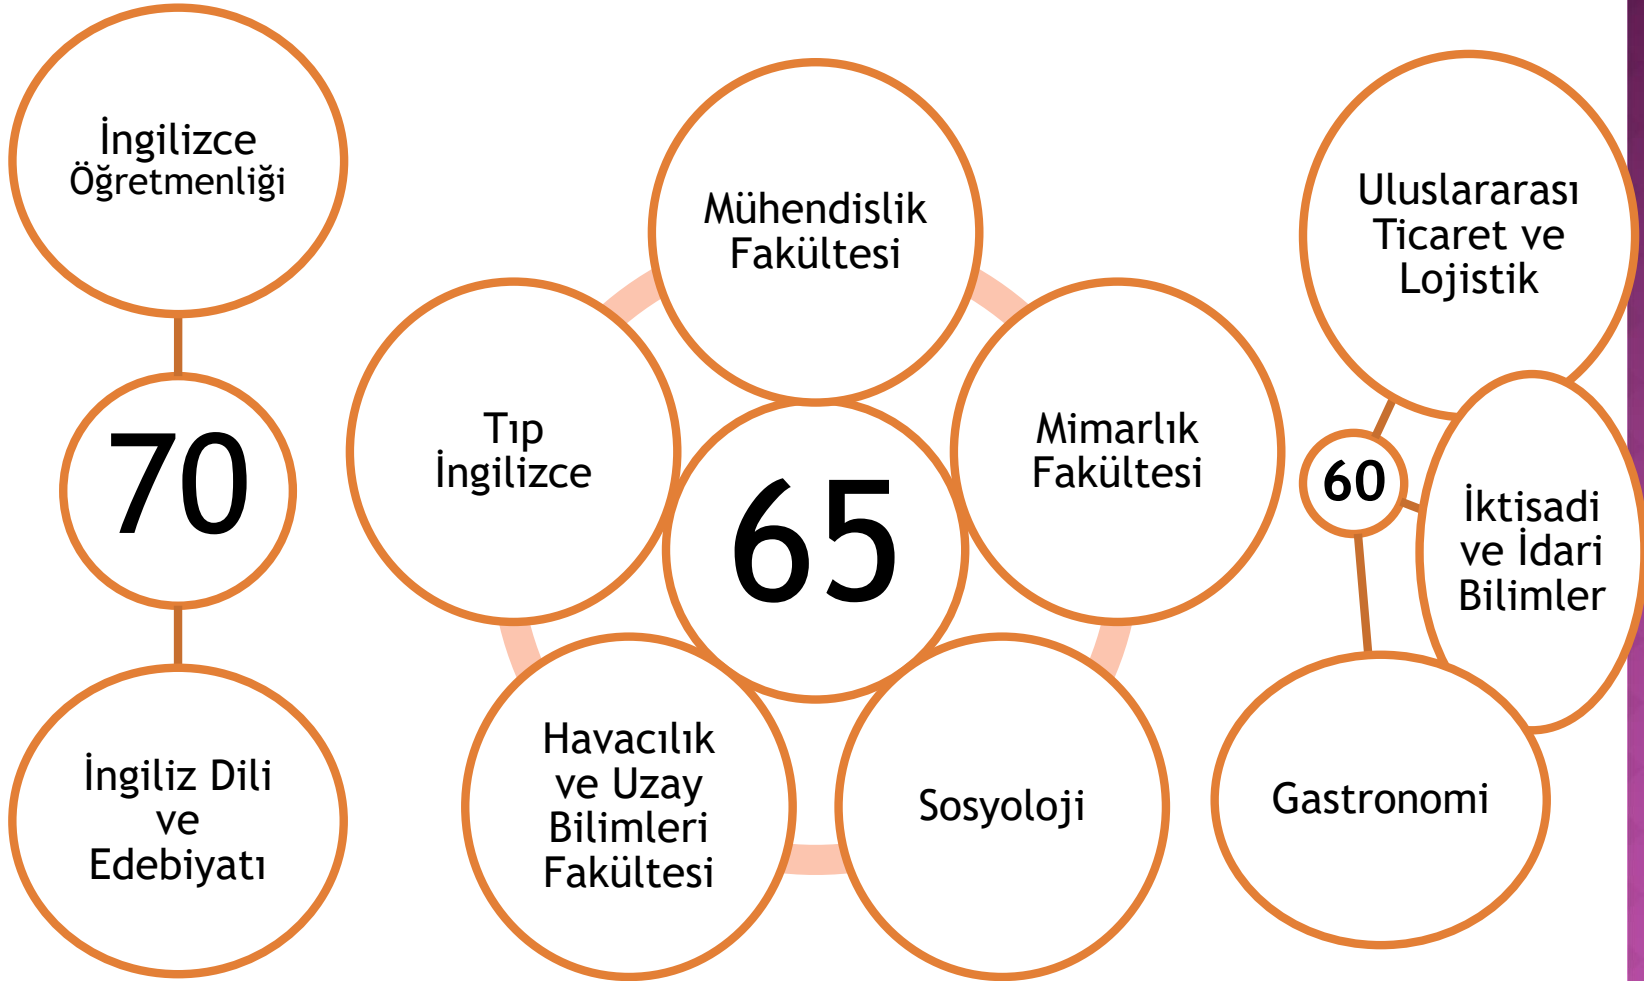 İngilizce
Öğretmenliği
70
İngiliz Dili
ve
Edebiyatı
Mühendislik
Fakültesi
Tıp
İngilizce
65
Mimarlık
Fakültesi
Havacılık
ve Uzay
Bilimleri
Fakültesi
Sosyoloji
Uluslararası
Ticaret ve
Lojistik
60
İktisadi
ve İdari
Bilimler
Gastronomi